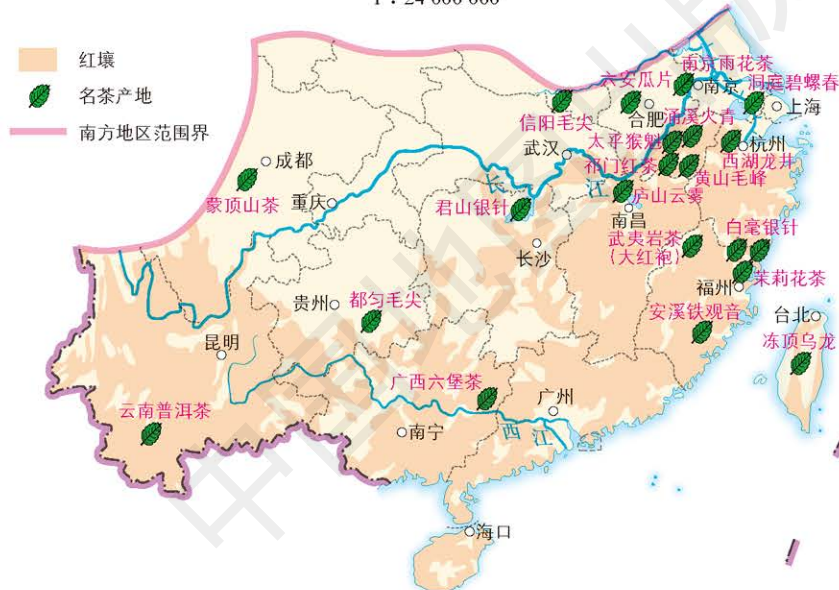 1：24 000 000
红壤
名茶产地
南方地区范围界
南京雨花茶
六安瓜片
南京
洞庭碧螺春
合肥
涌溪火青
上海
信阳毛尖
太平猴魁
杭州
武汉
祁门红茶
西湖龙井
黄山毛峰
成都
蒙顶山茶
重庆
长
江
君山银针
庐山云雾
南昌
武夷岩茶
(大红袍)
白毫银针
长沙
福州
茉莉花茶
贵州
都匀毛尖
安溪铁观音
台北
昆明
冻顶乌龙
广西六堡茶
广州
云南普洱茶
南宁
西江
海口